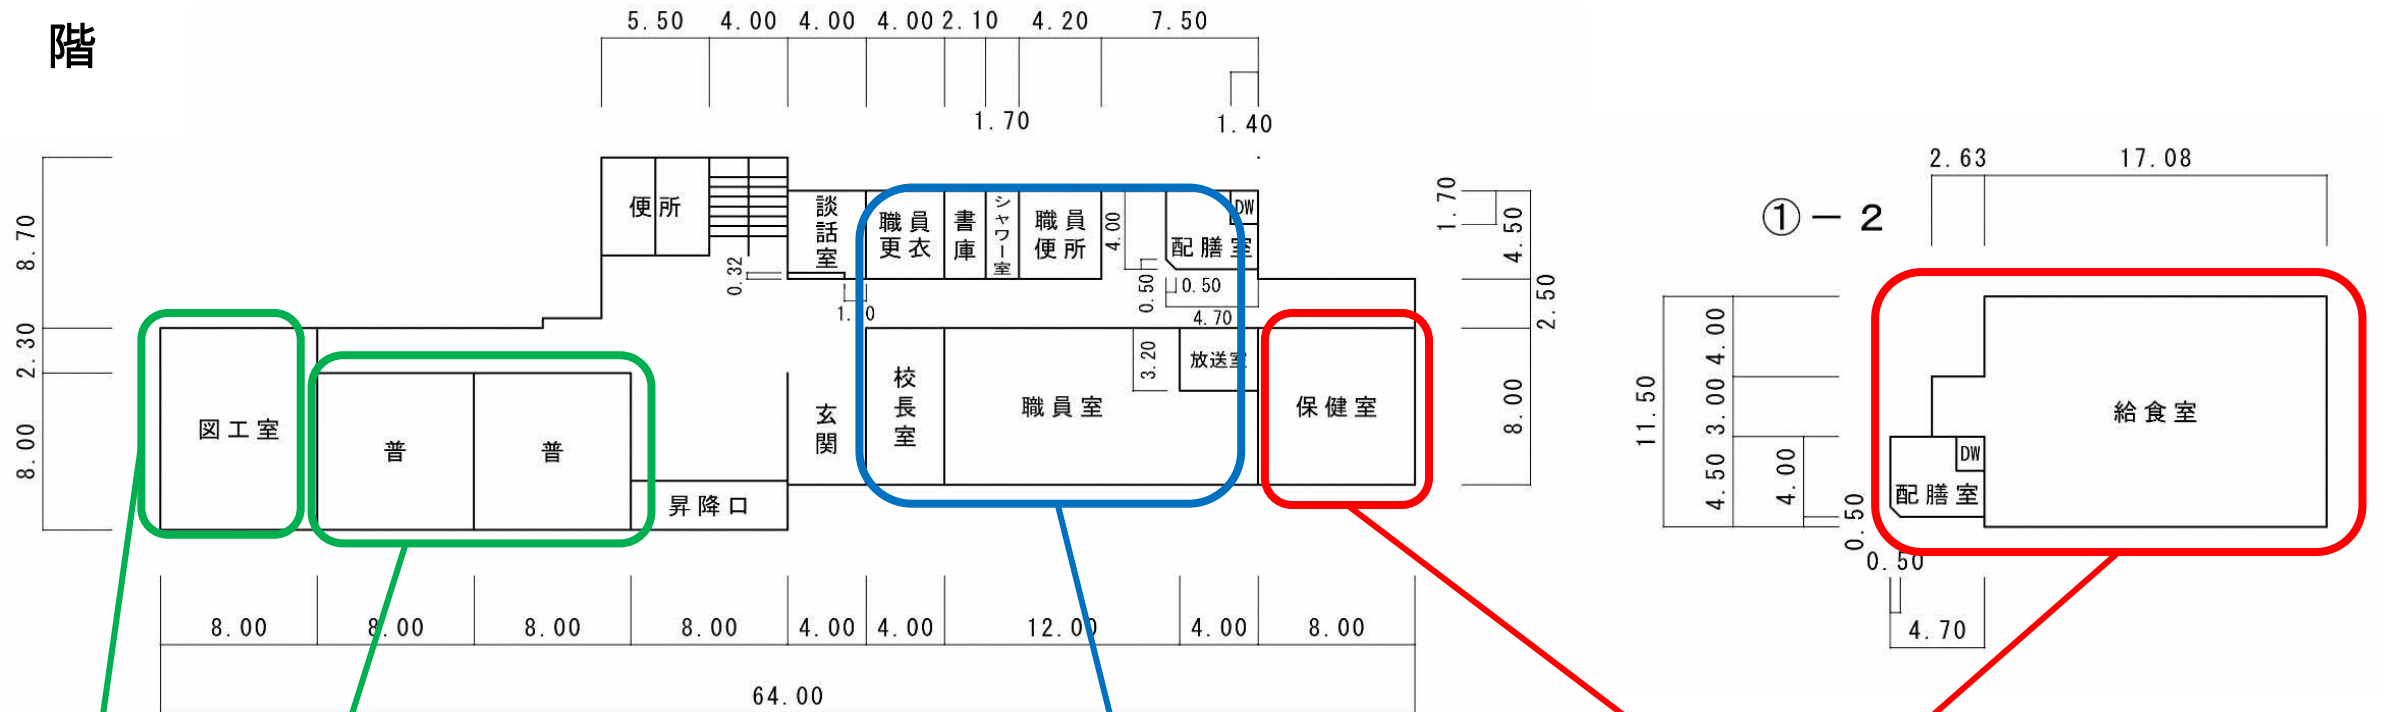 階
5.50 4.00 4.00 4.00 2.10 4.20 7.50
1.70
1.40
2.63 17.08
①-2
8.70
2.30
8.00
便所
談話室
職員更衣
書庫
シャワー室
職員便所
4.00
配膳室
DW
0.32
0.50
0.50
4.70
1.70
4.50
2.50
8.00
図工室
普
普
昇降口
玄関
校長室
職員室
3.20
放送室
保健室
11.50
4.00
3.00
4.50
4.00
0.50
0.50
4.70
DW
配膳室
給食室
8.00 8.00 8.00 8.00 4.00 4.00 12.00 4.00 8.00
64.00